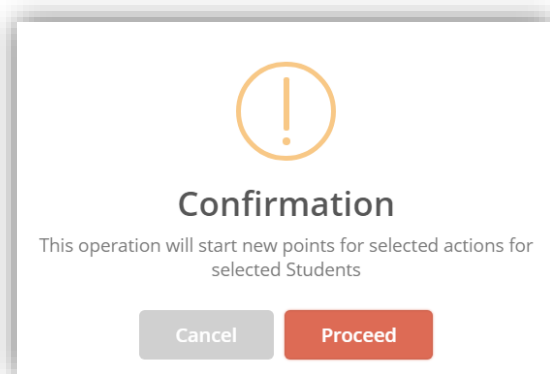 Confirmation
This operation will start new points for selected actions for
selected Students
Cancel
Proceed